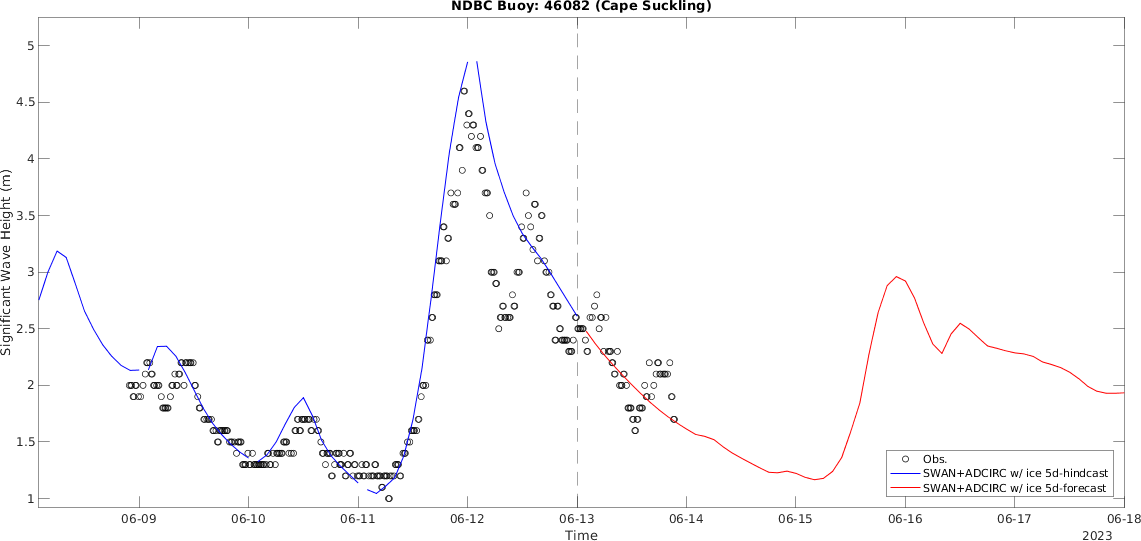 NDBC Buoy: 46082 (Cape Suckling)
Significant Wave Height (m)
5
4.5
4
3.5
3
2.5
2
1.5
1
Obs.
SWAN+ADCIRC w/ ice 5d-hindcast
SWAN+ADCIRC w/ ice 5d-forecast
06-09 06-10 06-11 06-12 06-13 06-14 06-15 06-16 06-17 06-18
Time
2023